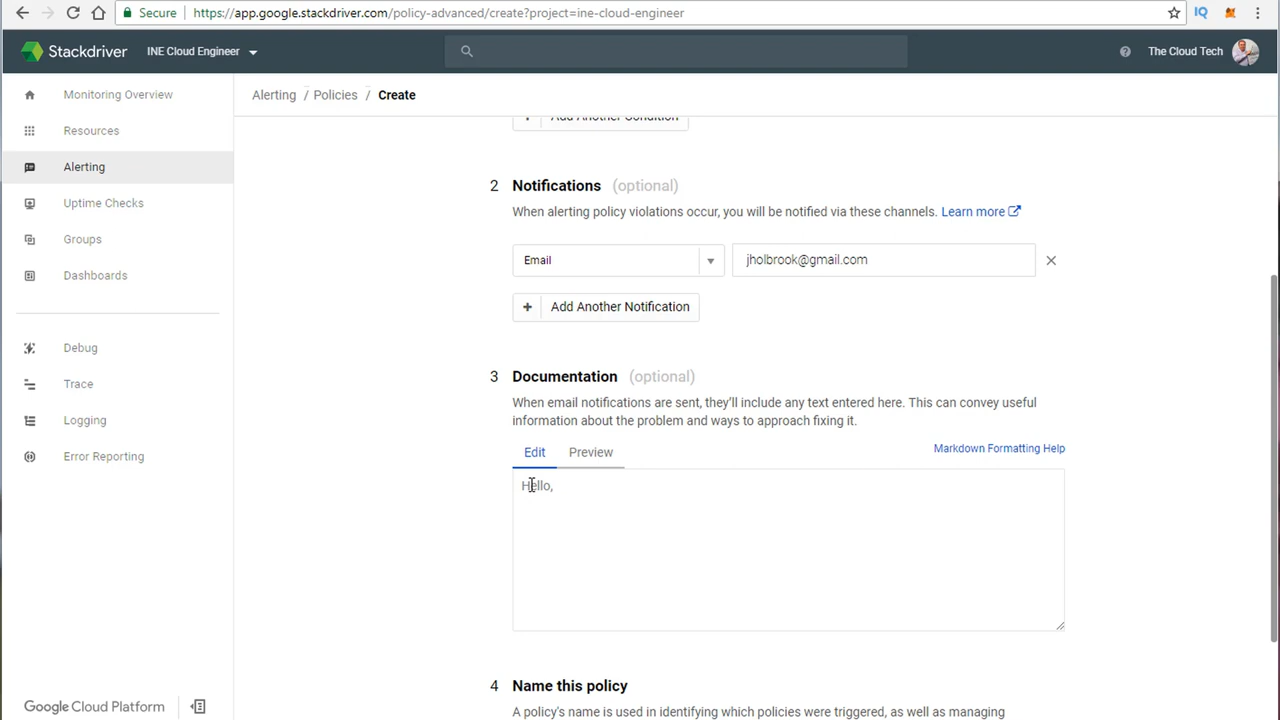 Secure
https://app.google.stackdriver.com/policy-advanced/create?project=ine-cloud-engineer
IQ
Stackdriver
INE Cloud Engineer
The Cloud Tech
Monitoring Overview
Resources
Alerting
Uptime Checks
Groups
Dashboards
Debug
Trace
Logging
Error Reporting
Google Cloud Platform
Alerting / Policies / Create
Add Another Condition
2 Notifications (optional)
When alerting policy violations occur, you will be notified via these channels. Learn more
Email
jholbrook@gmail.com
+ Add Another Notification
3 Documentation (optional)
When email notifications are sent, they'll include any text entered here. This can convey useful
information about the problem and ways to approach fixing it.
Edit Preview Markdown Formatting Help
Hello,
4 Name this policy
A policy's name is used in identifying which policies were triggered, as well as managing